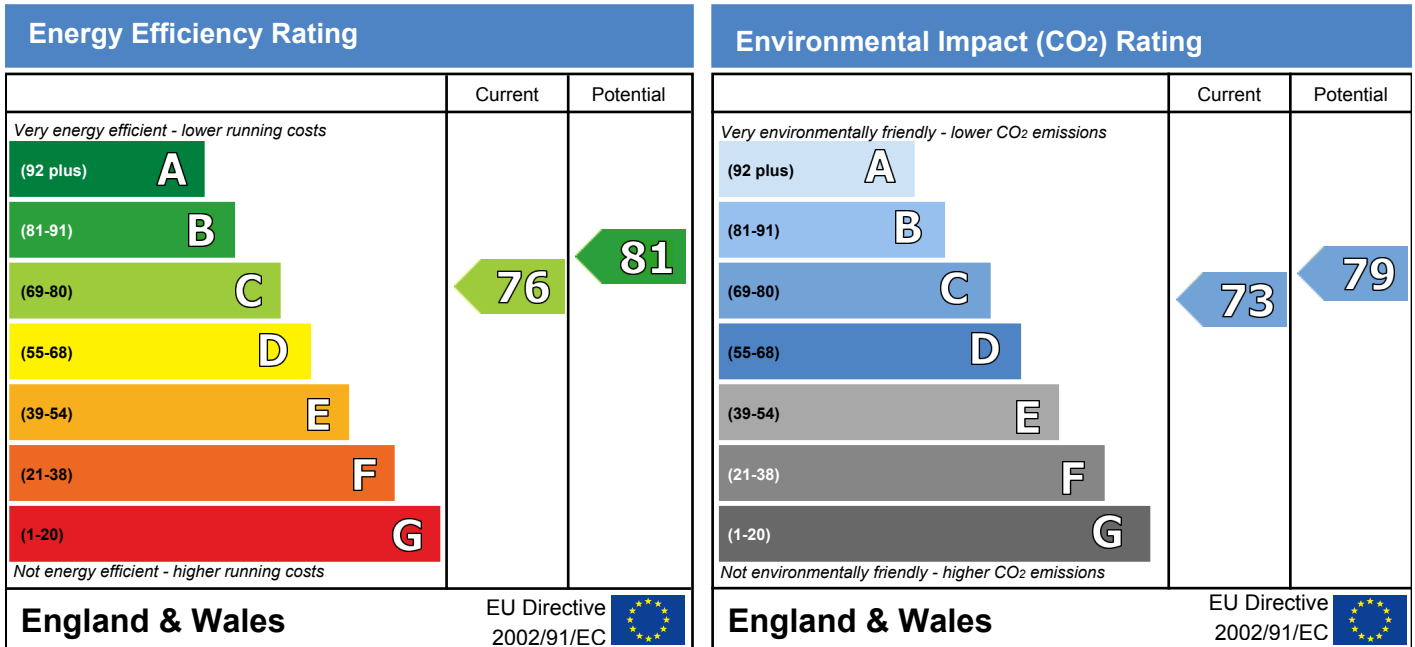 Energy Efficiency Rating
Current Potential
Very energy efficient - lower running costs
(92 plus) A
(81-91) B
(69-80) C
(55-68) D
(39-54) E
(21-38) F
(1-20) G
76
81
Not energy efficient - higher running costs
England & Wales
EU Directive
2002/91/EC
Environmental Impact (CO2) Rating
Current Potential
Very environmentally friendly - lower CO2 emissions
(92 plus) A
(81-91) B
(69-80) C
(55-68) D
(39-54) E
(21-38) F
(1-20) G
73
79
Not environmentally friendly - higher CO2 emissions
England & Wales
EU Directive
2002/91/EC